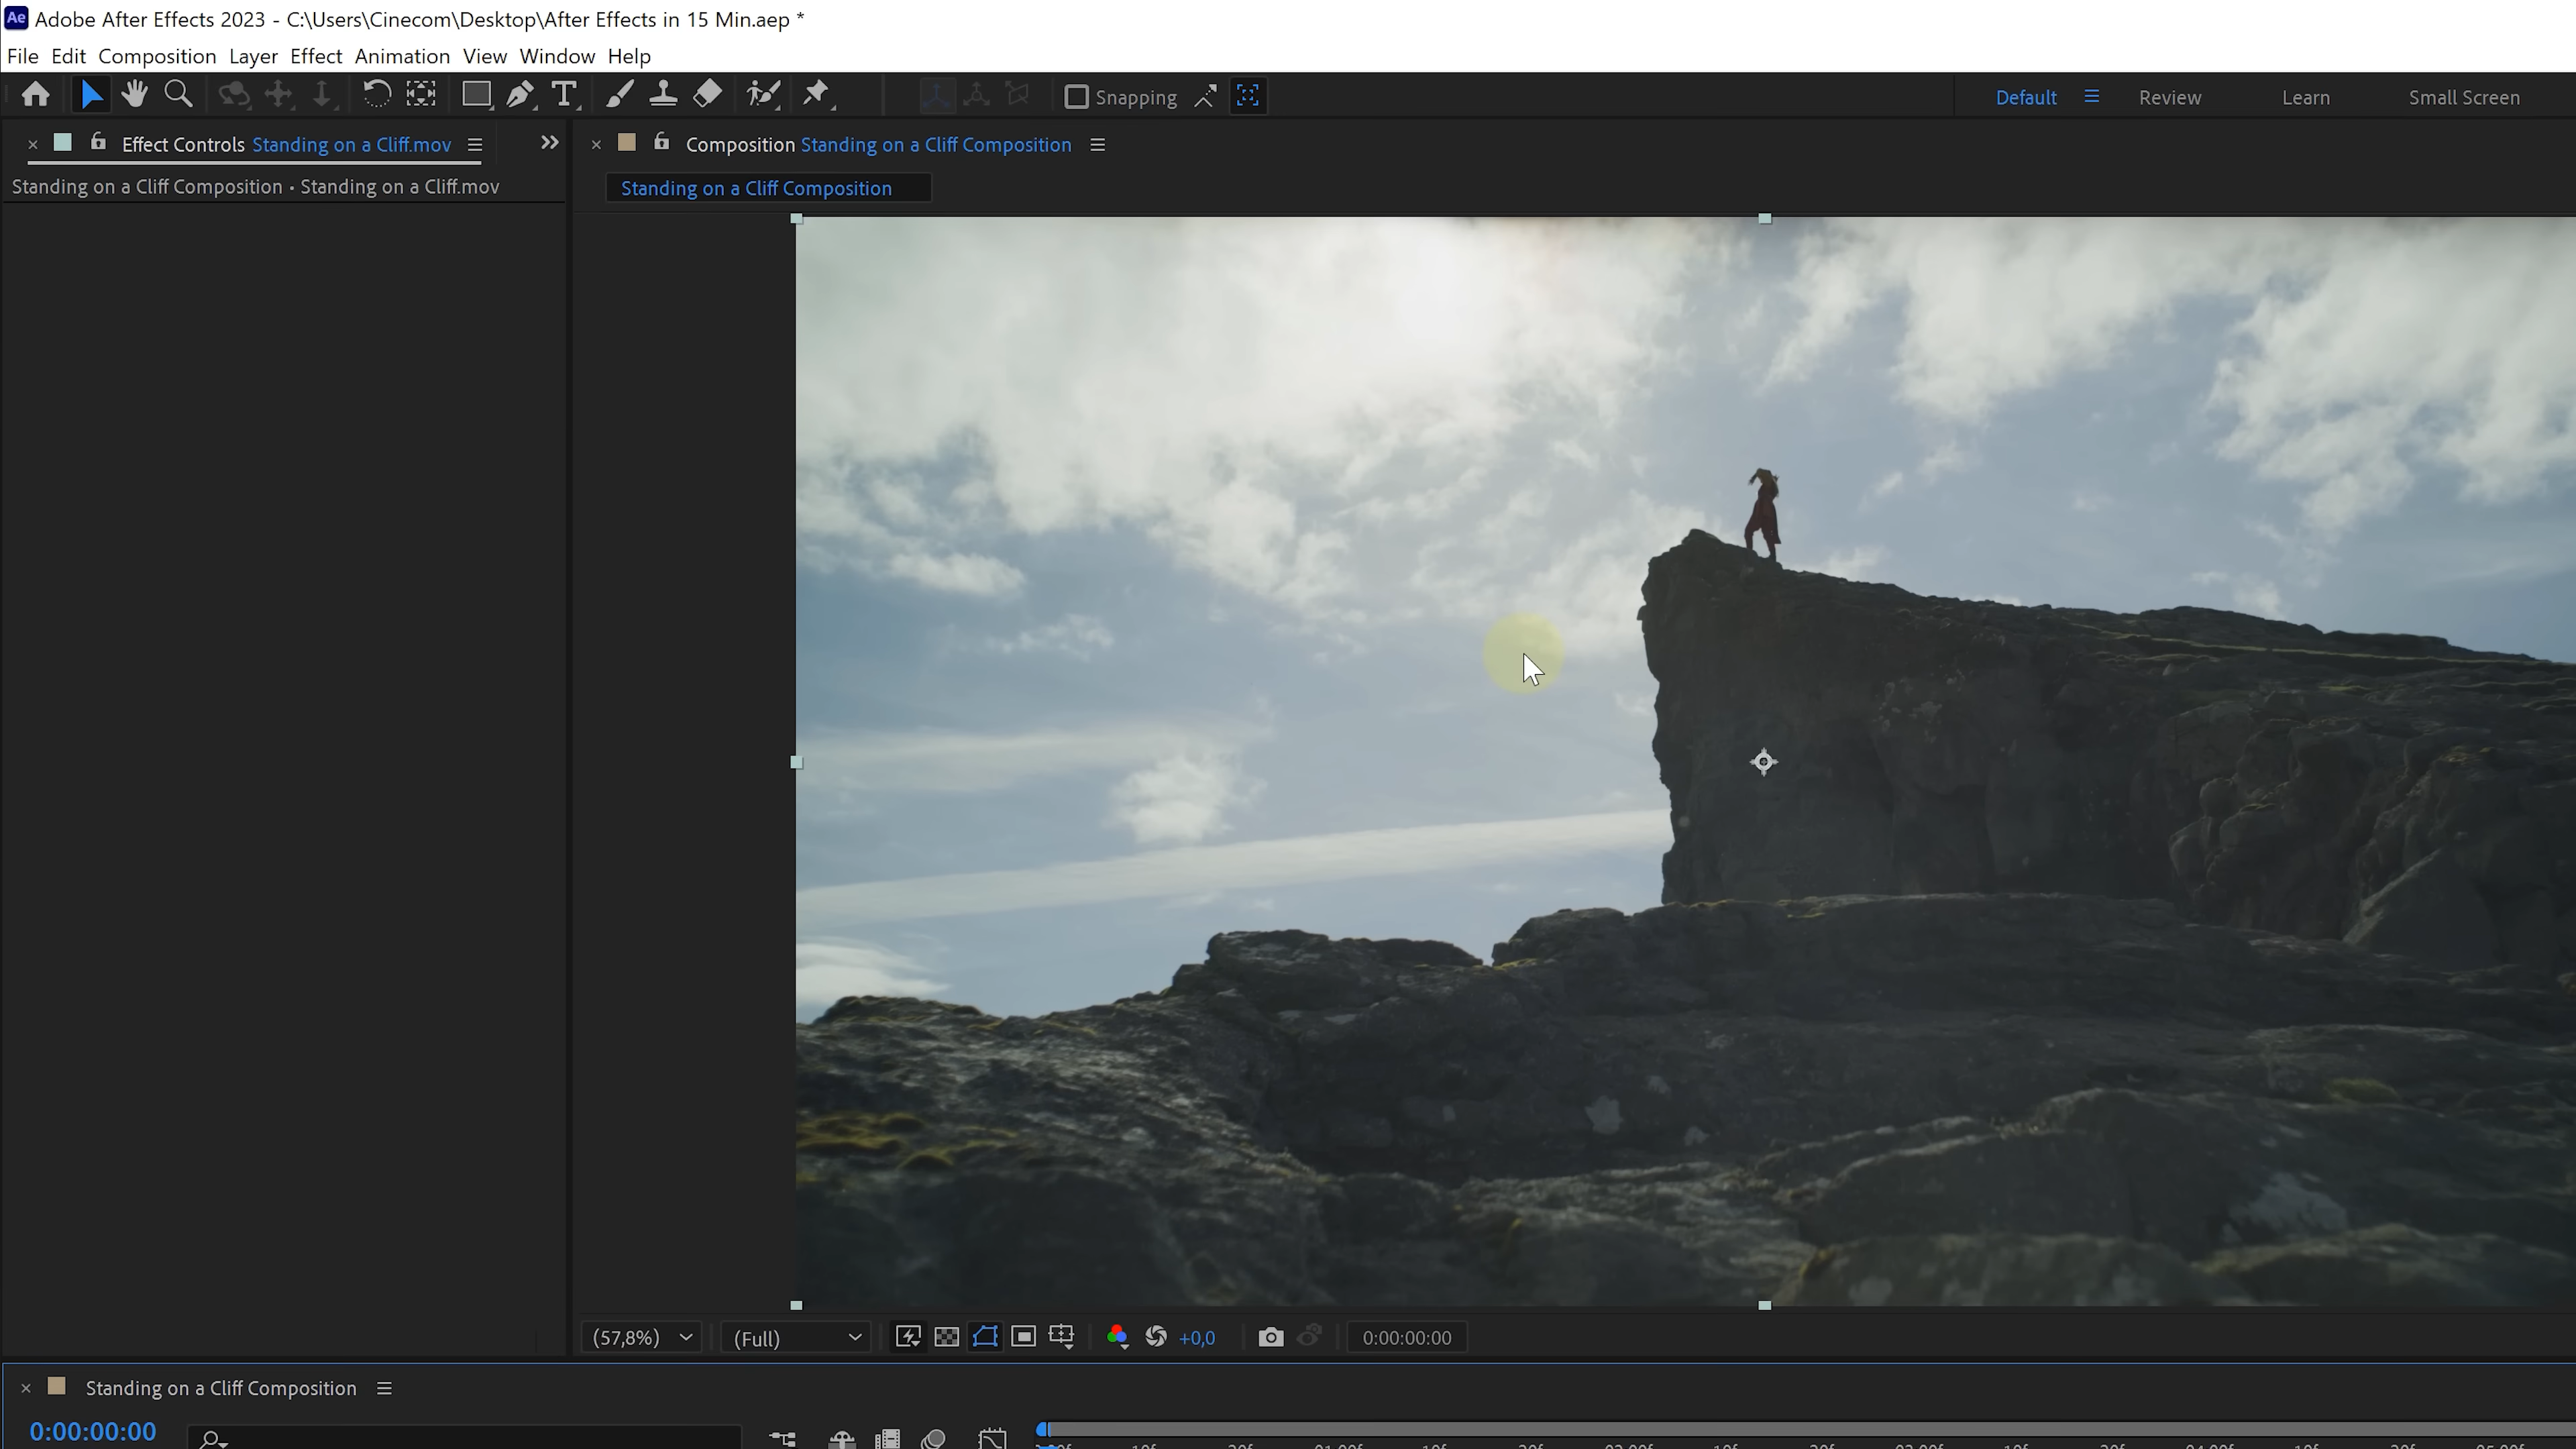 Ae Adobe After Effects 2023 - C:\Users\Cinecom\Desktop\After Effects in 15 Min.aep *
File Edit Composition Layer Effect Animation View Window Help
T Snapping Default Review Learn Small Screen
Effect Controls Standing on a Cliff.mov Composition Standing on a Cliff Composition
Standing on a Cliff Composition • Standing on a Cliff.mov
Standing on a Cliff Composition
(57,8%) (Full) +0,0 0:00:00:00
Standing on a Cliff Composition
0:00:00:00